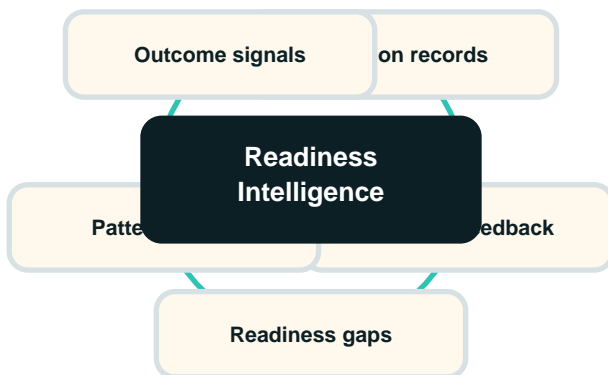 Outcome signals
on records
Readiness
Intelligence
Patte
edback
Readiness gaps